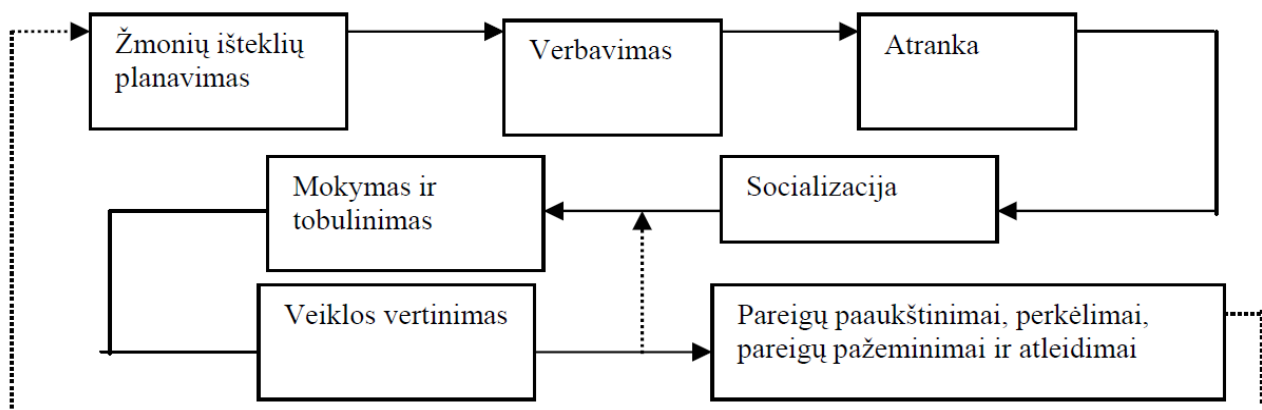 Žmonių išteklių
planavimas
Verbavimas
Atranka
Mokymas ir
tobulinimas
Socializacija
Veiklos vertinimas
Pareigų paaukštinimai, perkėlimai,
pareigų pažeminimai ir atleidimai